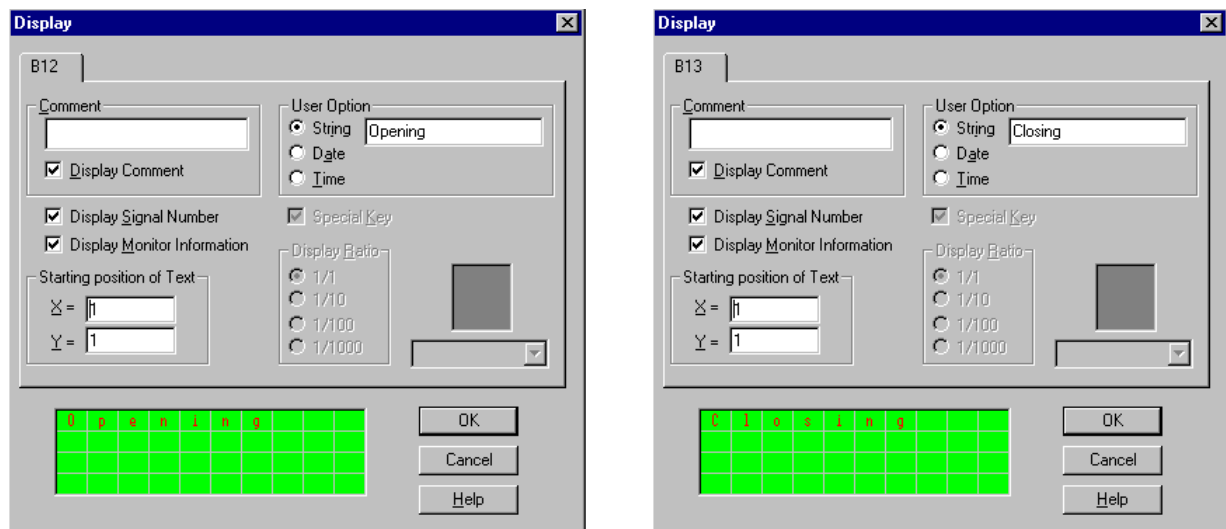 Display
B12
Comment
Display Comment
Display Signal Number
Display Monitor Information
Starting position of Text
X = 1
Y = 1
User Option
String Opening
Date
Time
Special Key
Display Ratio
1/1
1/10
1/100
1/1000
O p e n i n g
OK
Cancel
Help
Display
B13
Comment
Display Comment
Display Signal Number
Display Monitor Information
Starting position of Text
X = 1
Y = 1
User Option
String Closing
Date
Time
Special Key
Display Ratio
1/1
1/10
1/100
1/1000
C l o s i n g
OK
Cancel
Help